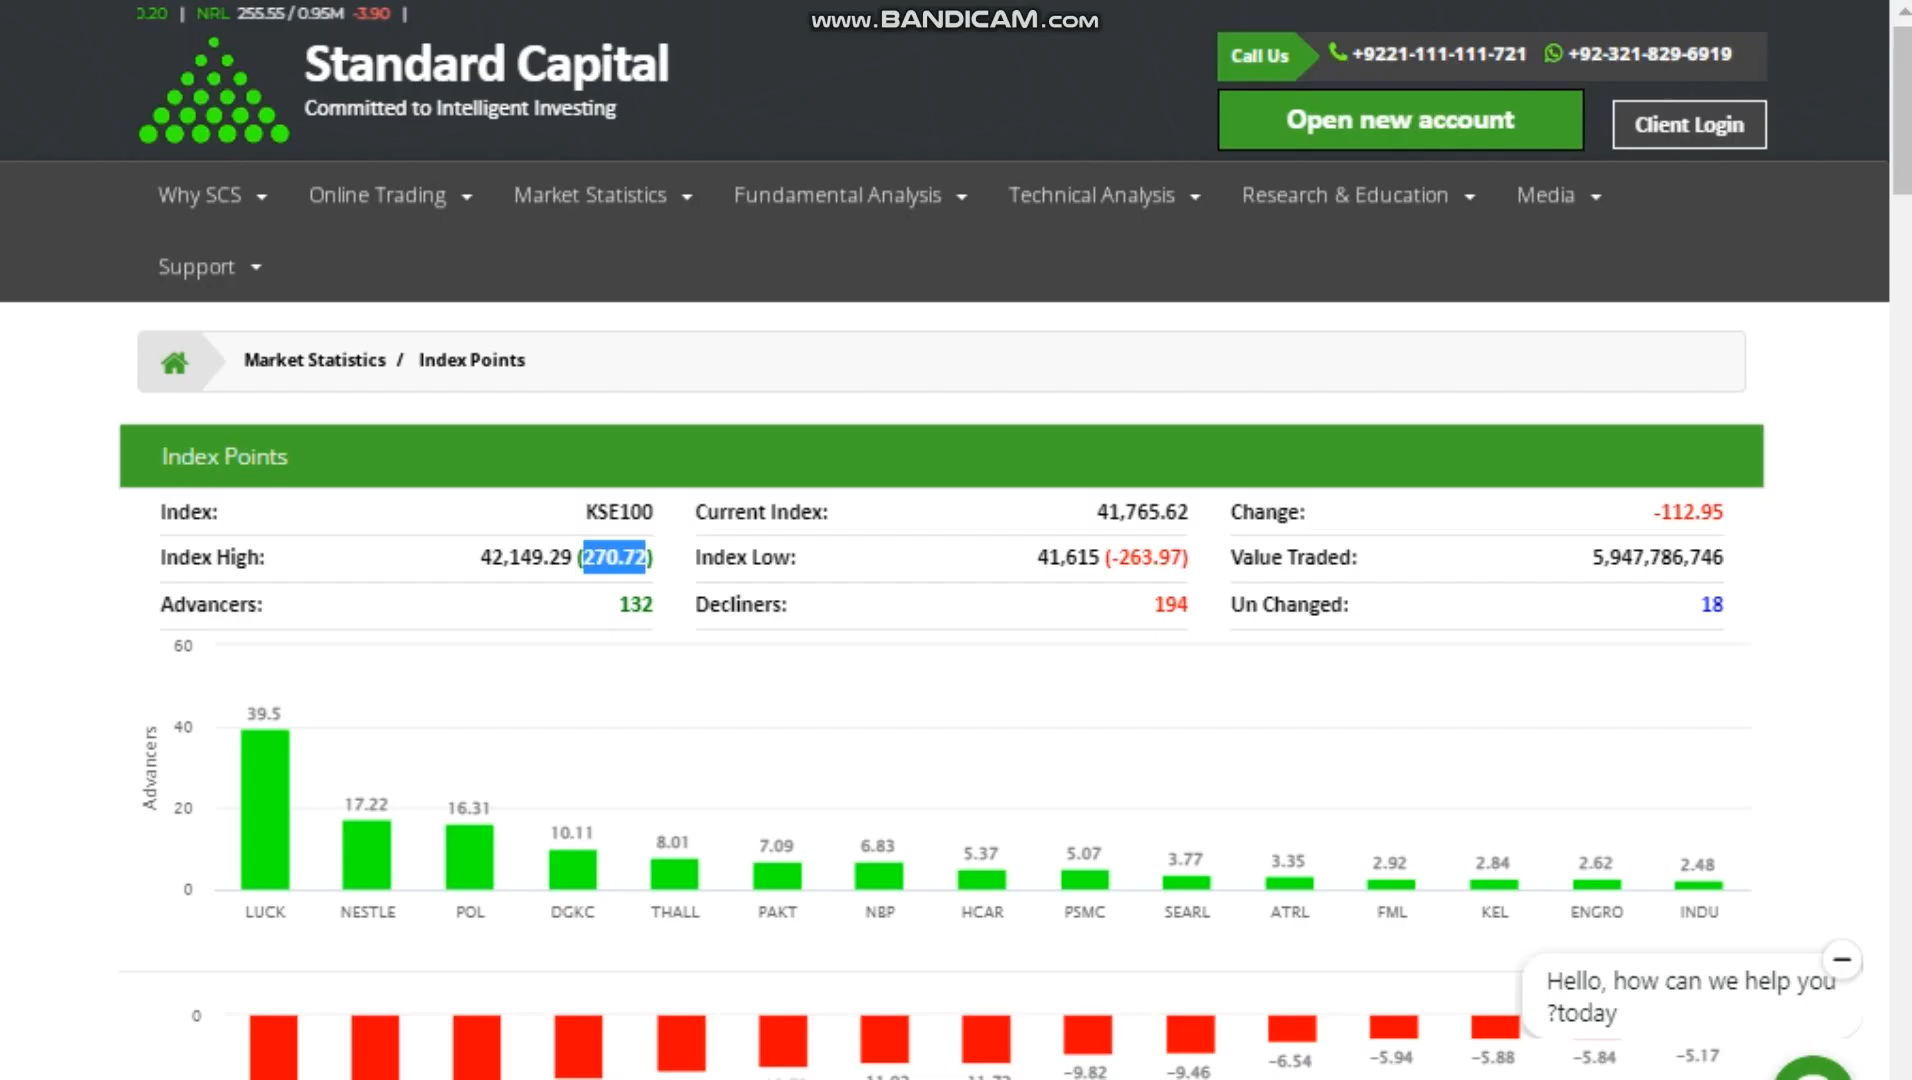 0.20 | NRL 255.55 / 0.95M -3.90 |
www.BANDICAM.com
Standard Capital
Committed to Intelligent Investing
Call Us +9221-111-111-721 +92-321-829-6919
Open new account Client Login
Why SCS Online Trading Market Statistics Fundamental Analysis Technical Analysis Research & Education Media
Support
Market Statistics / Index Points
Index Points
Index: KSE100 Current Index: 41,765.62 Change: -112.95
Index High: 42,149.29 (270.72) Index Low: 41,615 (-263.97) Value Traded: 5,947,786,746
Advancers: 132 Decliners: 194 Un Changed: 18
60
40
20
0
Advancers
39.5 17.22 16.31 10.11 8.01 7.09 6.83 5.37 5.07 3.77 3.35 2.92 2.84 2.62 2.48
LUCK NESTLE POL DGKC THALL PAKT NBP HCAR PSMC SEARL ATRL FML KEL ENGRO INDU
Hello, how can we help you
?today
0
-9.82 -9.46 -6.54 -5.94 -5.88 -5.84 -5.17